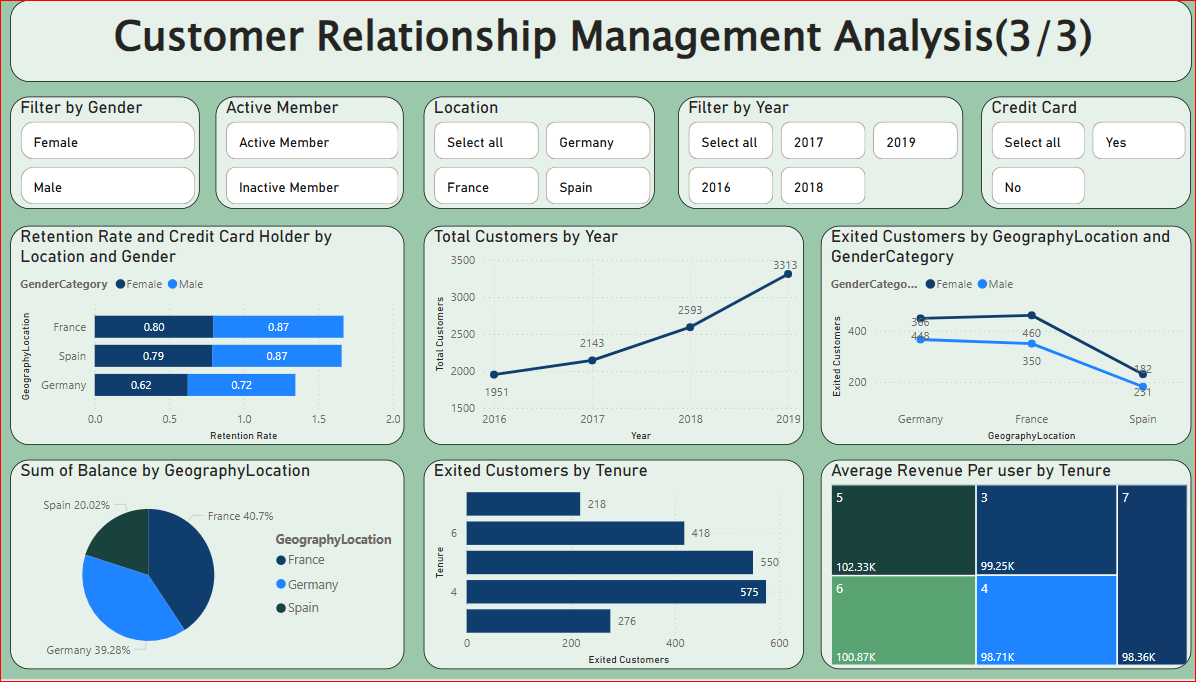 Customer Relationship Management Analysis(3/3)
Filter by Gender
Female
Male
Active Member
Active Member
Inactive Member
Location
Select all
Germany
France
Spain
Filter by Year
Select all
2017
2019
2016
2018
Credit Card
Select all
Yes
No
Retention Rate and Credit Card Holder by
Location and Gender
GenderCategory
Female
Male
GeographyLocation
France
0.80
0.87
Spain
0.79
0.87
Germany
0.62
0.72
0.0
0.5
1.0
1.5
2.0
Retention Rate
Total Customers by Year
Total Customers
3500
3000
2500
2000
1500
1951
2143
2593
3313
2016
2017
2018
2019
Year
Exited Customers by GeographyLocation and
GenderCategory
GenderCatego...
Female
Male
Exited Customers
400
200
366
448
460
350
182
231
Germany
France
Spain
GeographyLocation
Sum of Balance by GeographyLocation
Spain 20.02%
France 40.7%
Germany 39.28%
GeographyLocation
France
Germany
Spain
Exited Customers by Tenure
Tenure
218
6
418
550
4
575
276
0
200
400
600
Exited Customers
Average Revenue Per user by Tenure
5
102.33K
3
99.25K
7
98.36K
6
100.87K
4
98.71K